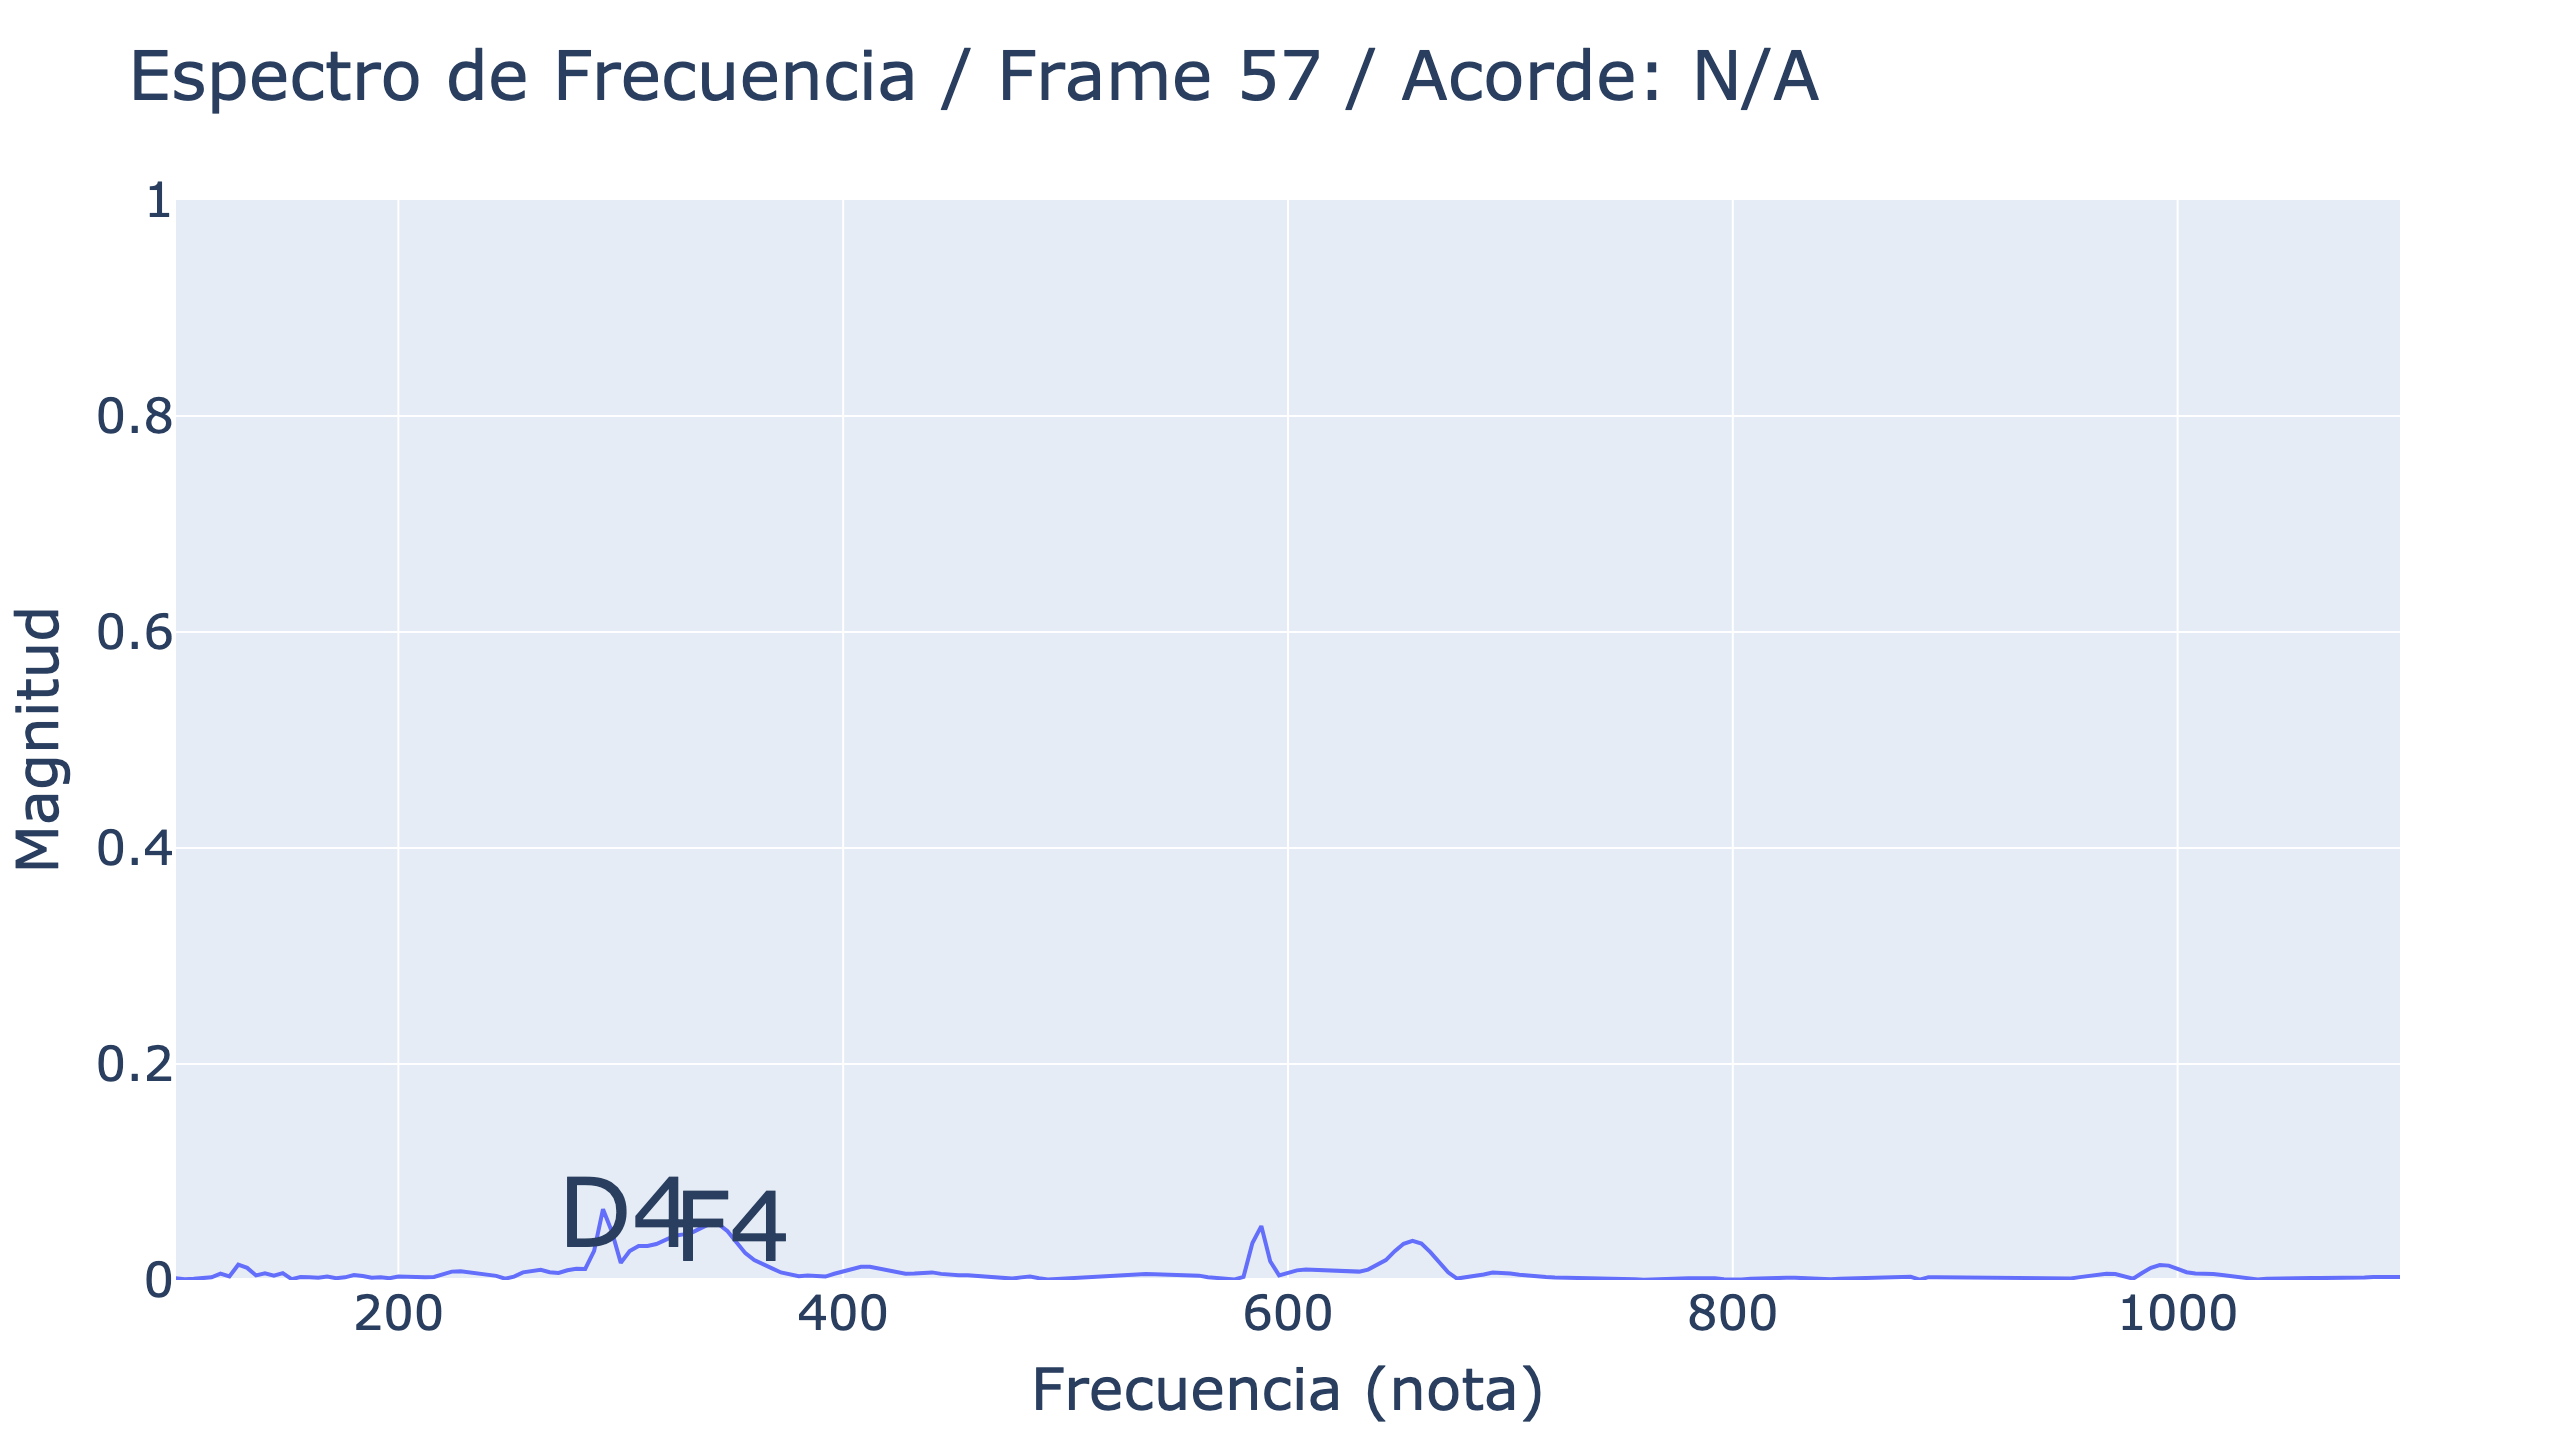 Espectro de Frecuencia / Frame 57 / Acorde: N/A
1
0.8
0.6
0.4
0.2
0
Magnitud
D4
F4
200 400 600 800 1000
Frecuencia (nota)